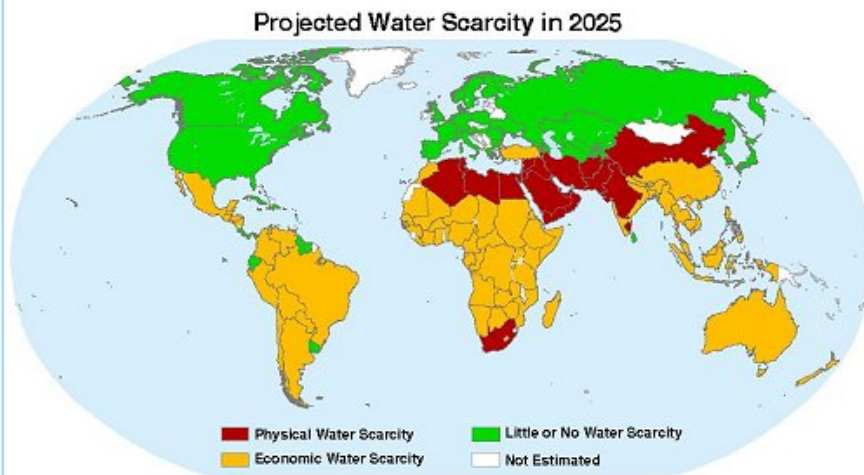 Projected Water Scarcity in 2025
Physical Water Scarcity
Little or No Water Scarcity
Economic Water Scarcity
Not Estimated